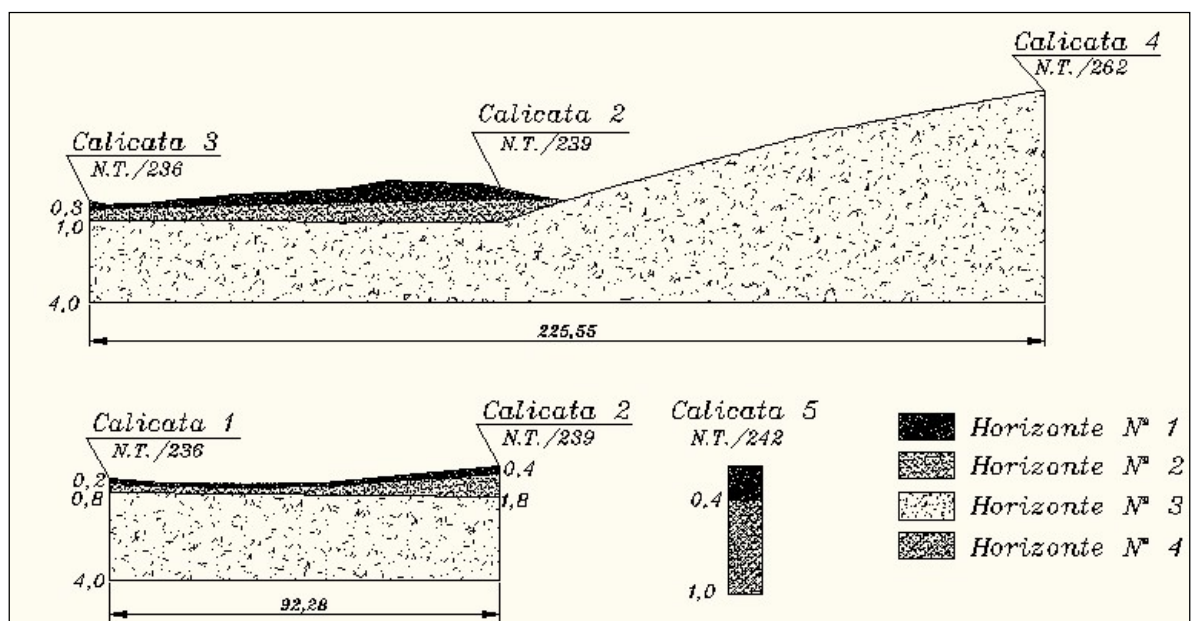 Calicata 4
N.T./262
Calicata 2
N.T./239
Calicata 3
N.T./236
0,3
1,0
4,0
225,55
Calicata 1
N.T./236
Calicata 2
N.T./239
Calicata 5
N.T./242
0,2
0,8
4,0
0,4
1,8
92,28
0,4
1,0
Horizonte Nº 1
Horizonte Nº 2
Horizonte Nº 3
Horizonte Nº 4